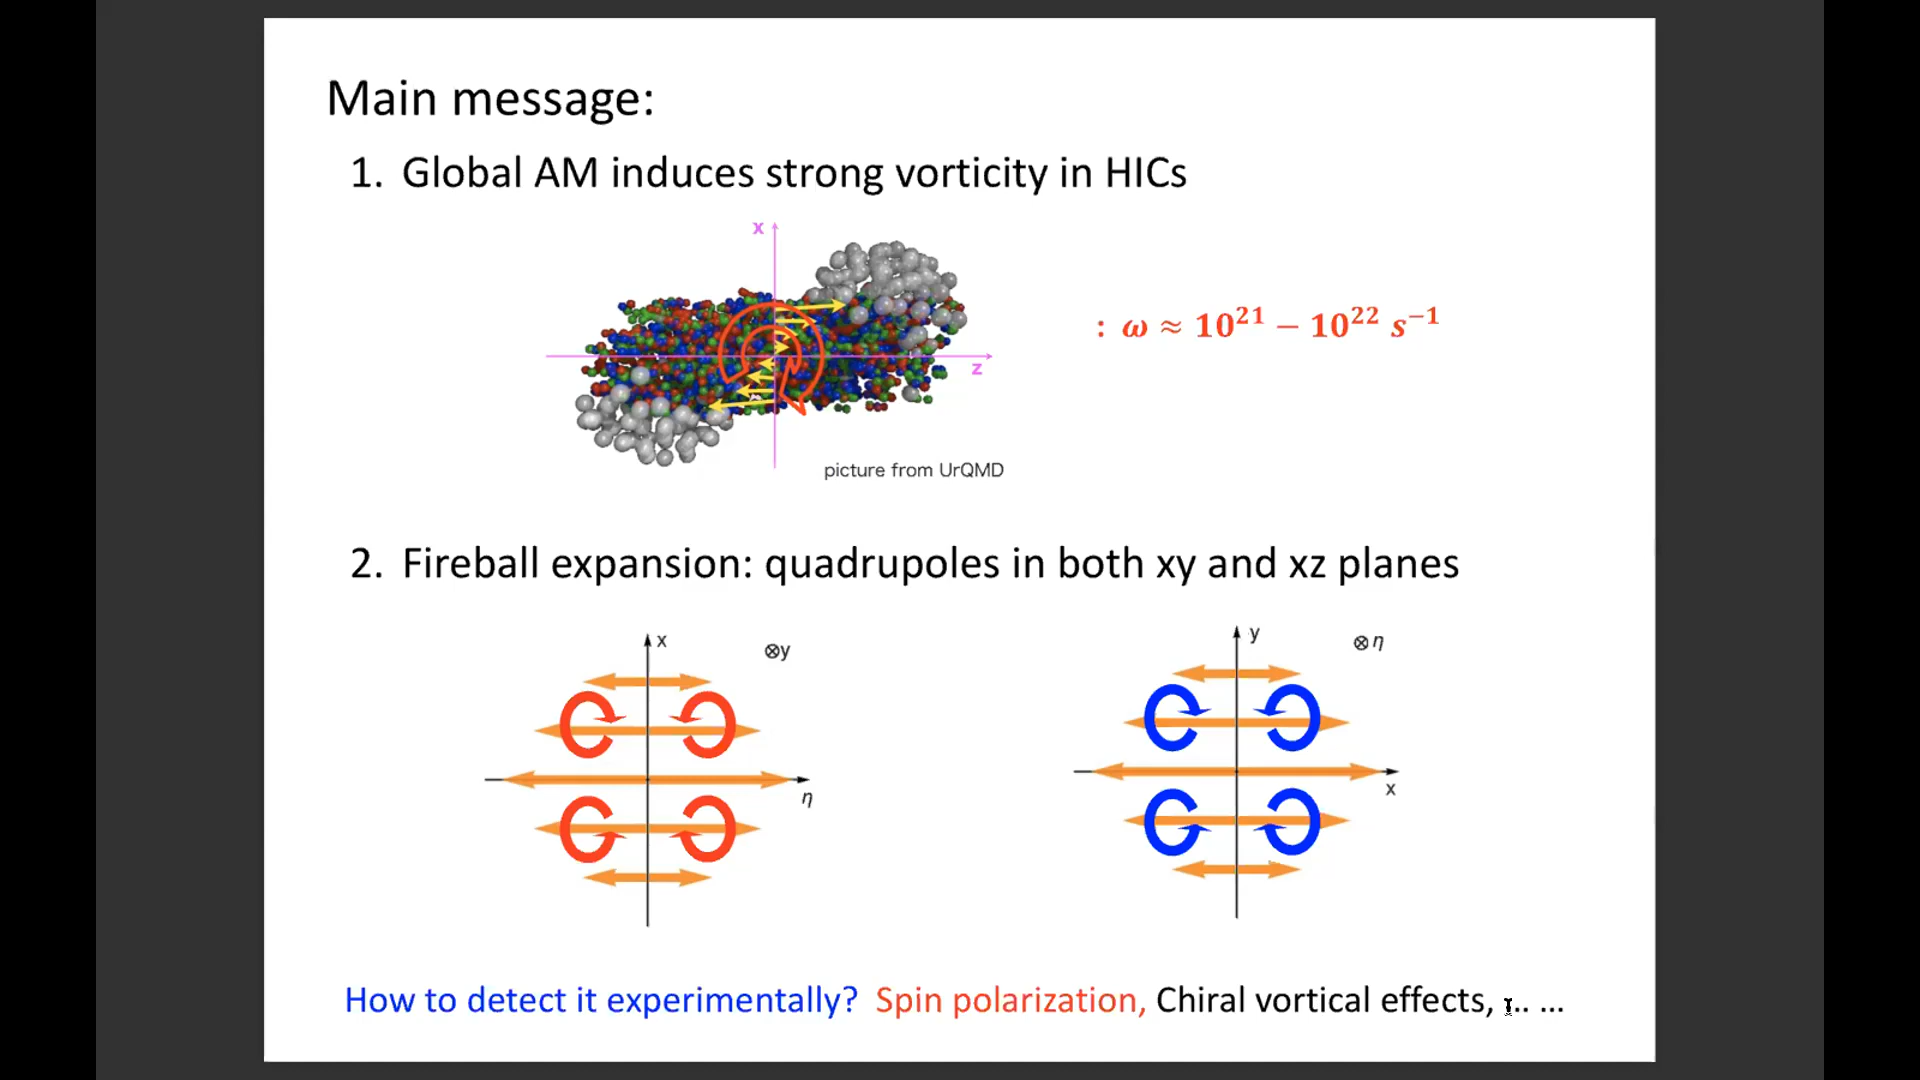 Main message:
1. Global AM induces strong vorticity in HICs
x
: ω ≈ 10²¹ − 10²² s⁻¹
z
picture from UrQMD
2. Fireball expansion: quadrupoles in both xy and xz planes
x
⊗y
η
y
⊗η
x
How to detect it experimentally? Spin polarization, Chiral vortical effects, ... ...